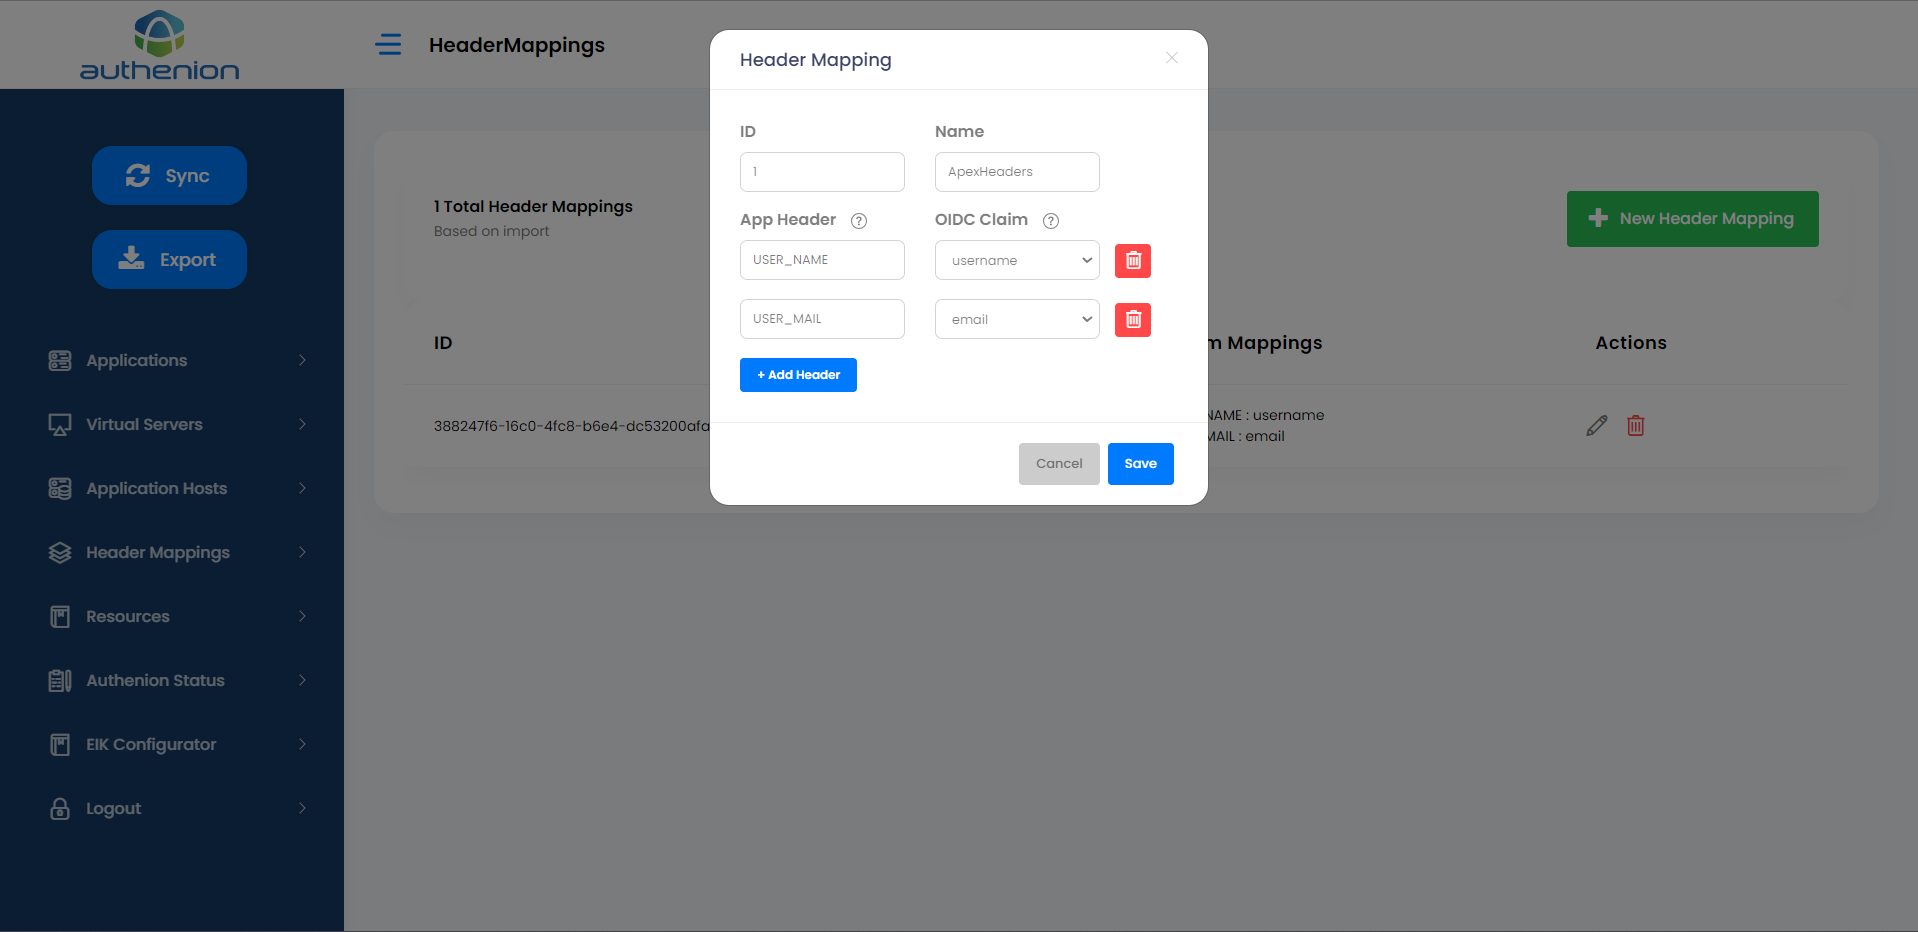 authenion
HeaderMappings
Sync
Export
Applications
Virtual Servers
Application Hosts
Header Mappings
Resources
Authenion Status
EIK Configurator
Logout
1 Total Header Mappings
Based on import
New Header Mapping
ID
m Mappings
Actions
388247f6-16c0-4fc8-b6e4-dc53200afa
NAME : username
MAIL : email
Header Mapping
ID
Name
1
ApexHeaders
App Header ?
OIDC Claim ?
USER_NAME
username
USER_MAIL
email
+ Add Header
Cancel
Save